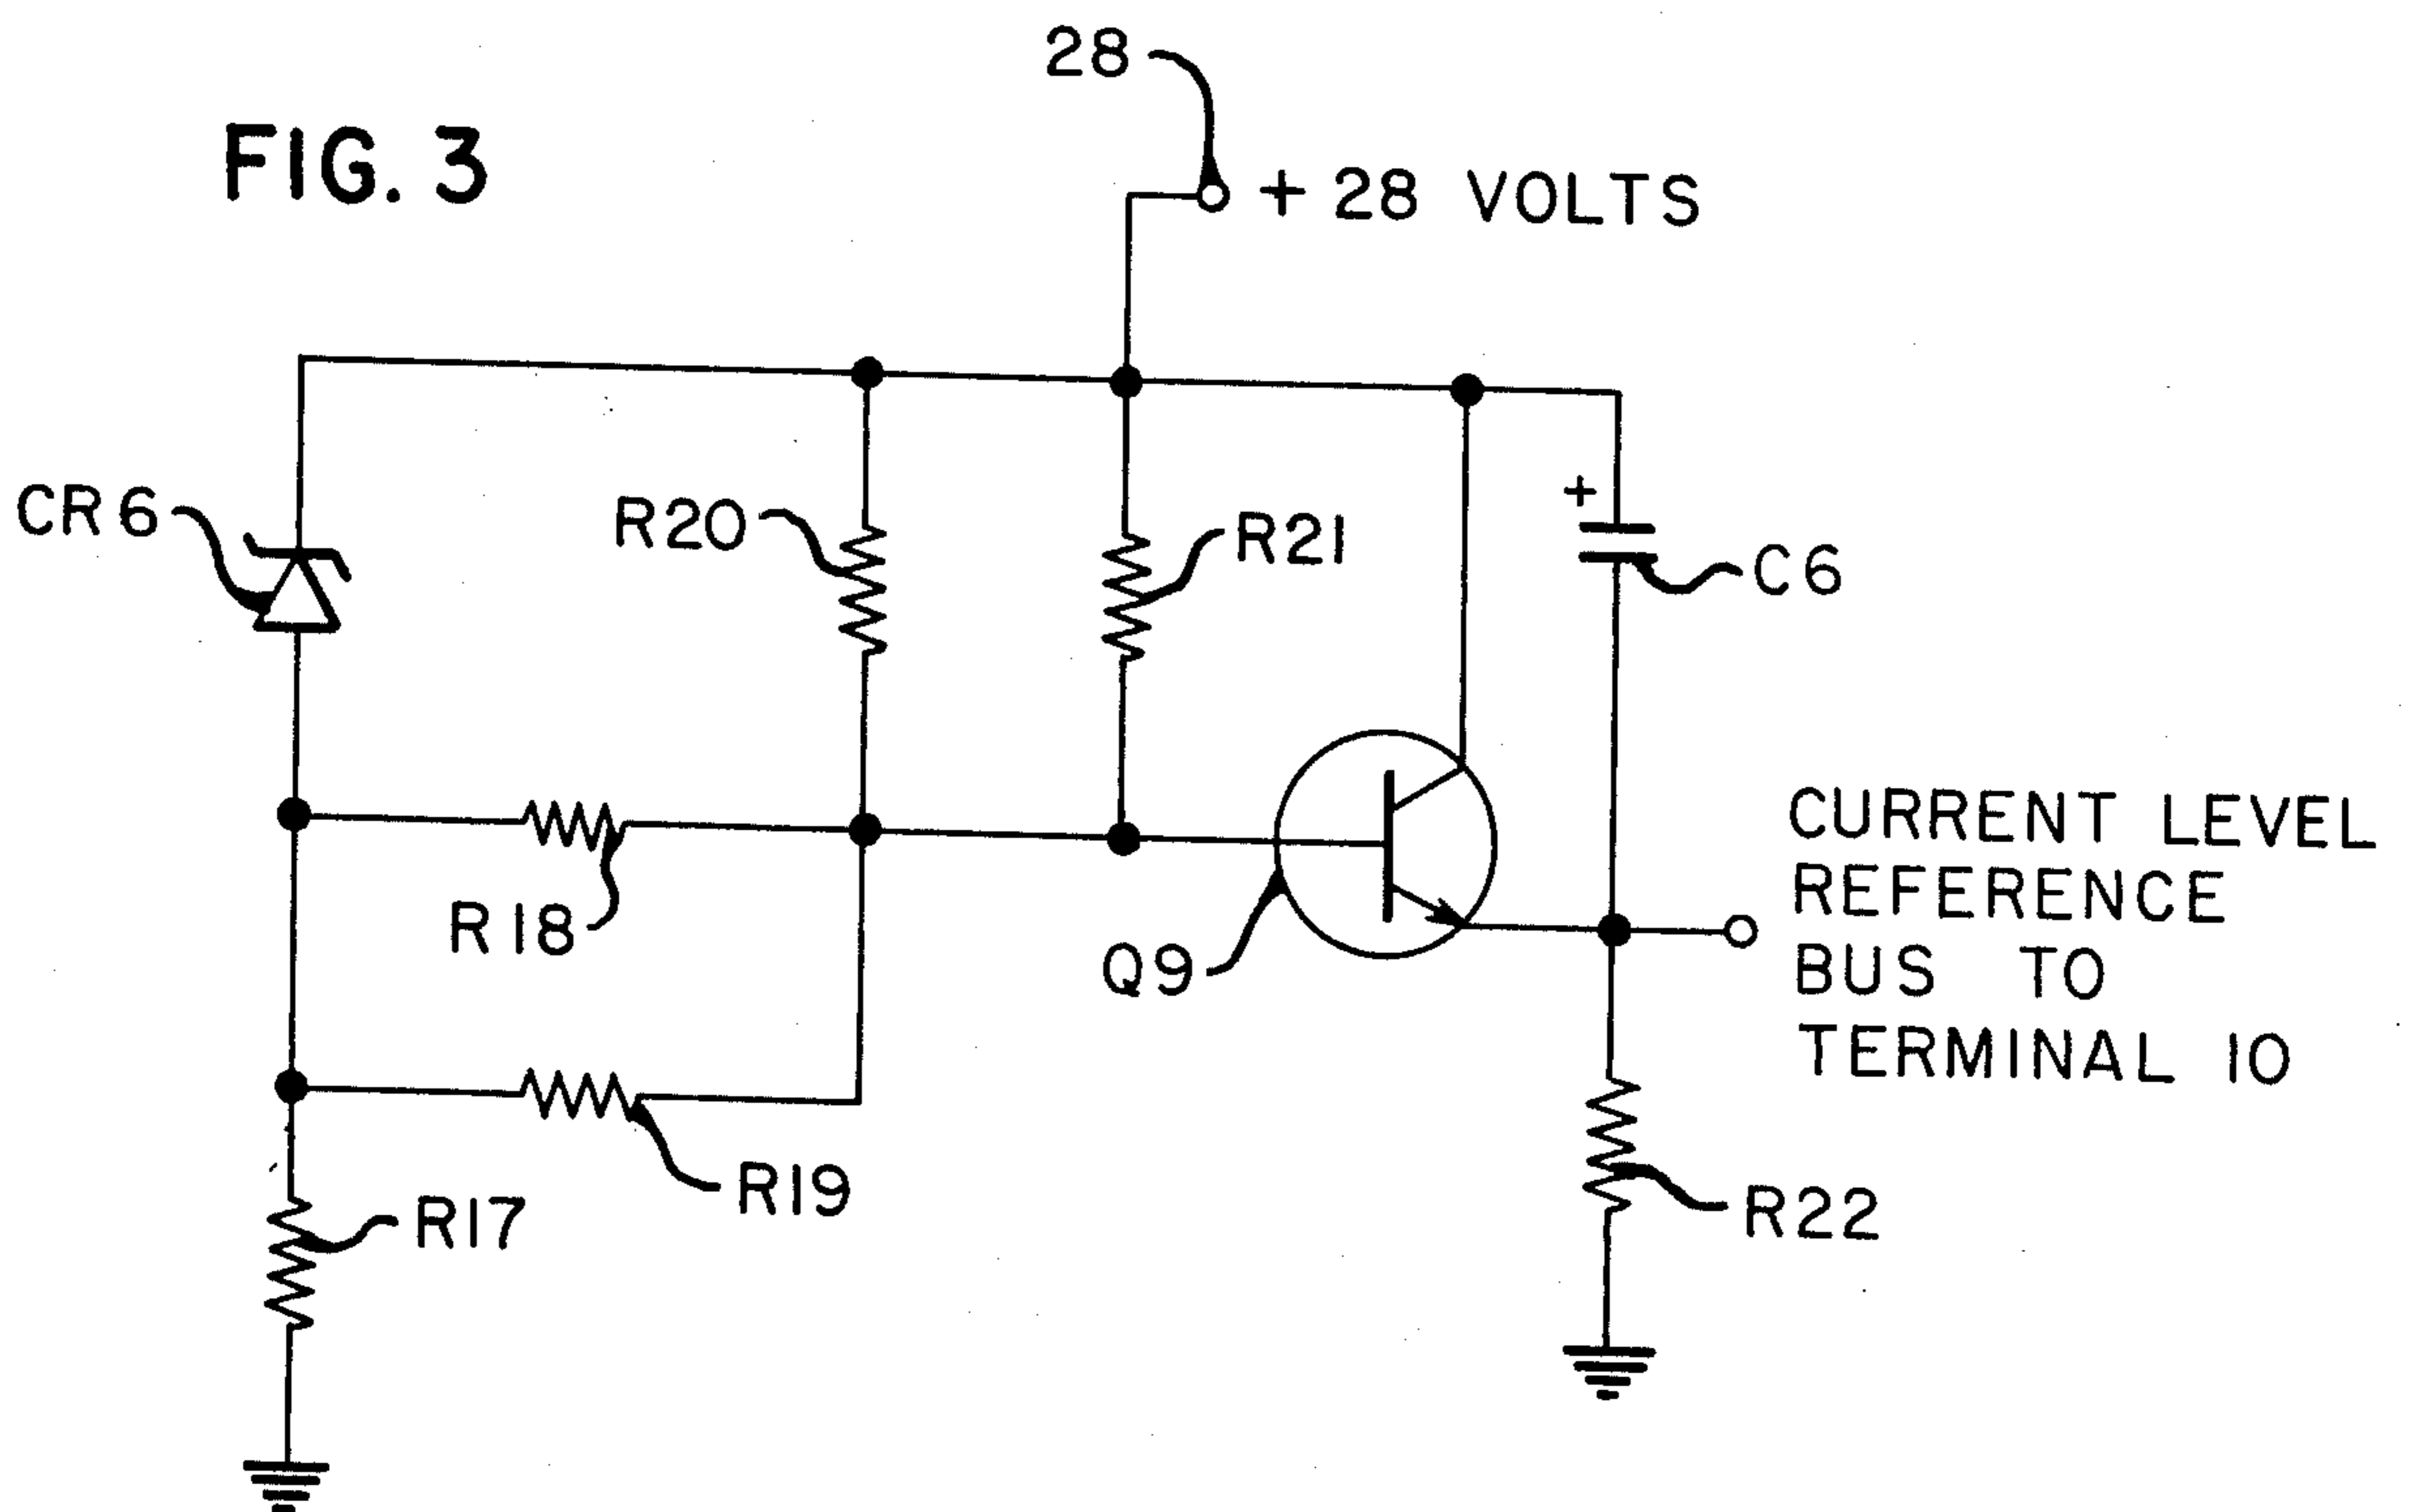 28
FIG. 3
+ 28 VOLTS
CR6
R20
R21
+
C6
R18
Q9
CURRENT LEVEL
REFERENCE
BUS TO
TERMINAL 10
R19
R17
R22